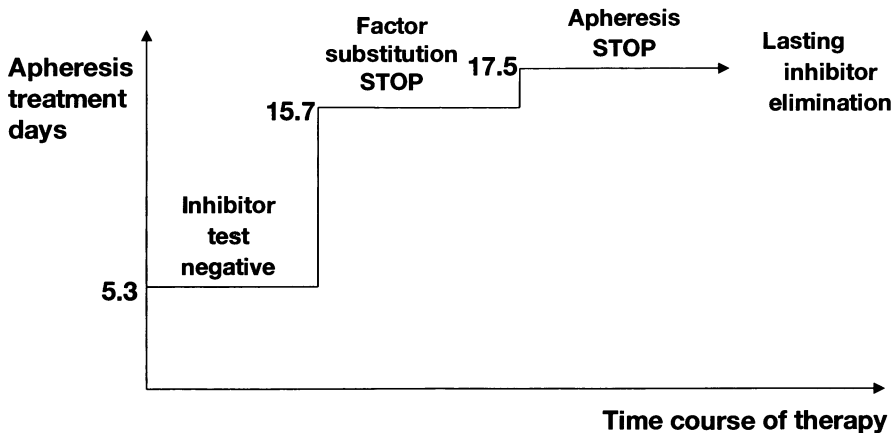 Apheresis
treatment
days
Factor
substitution
STOP
Apheresis
STOP
Lasting
inhibitor
elimination
17.5
15.7
Inhibitor
test
negative
5.3
Time course of therapy